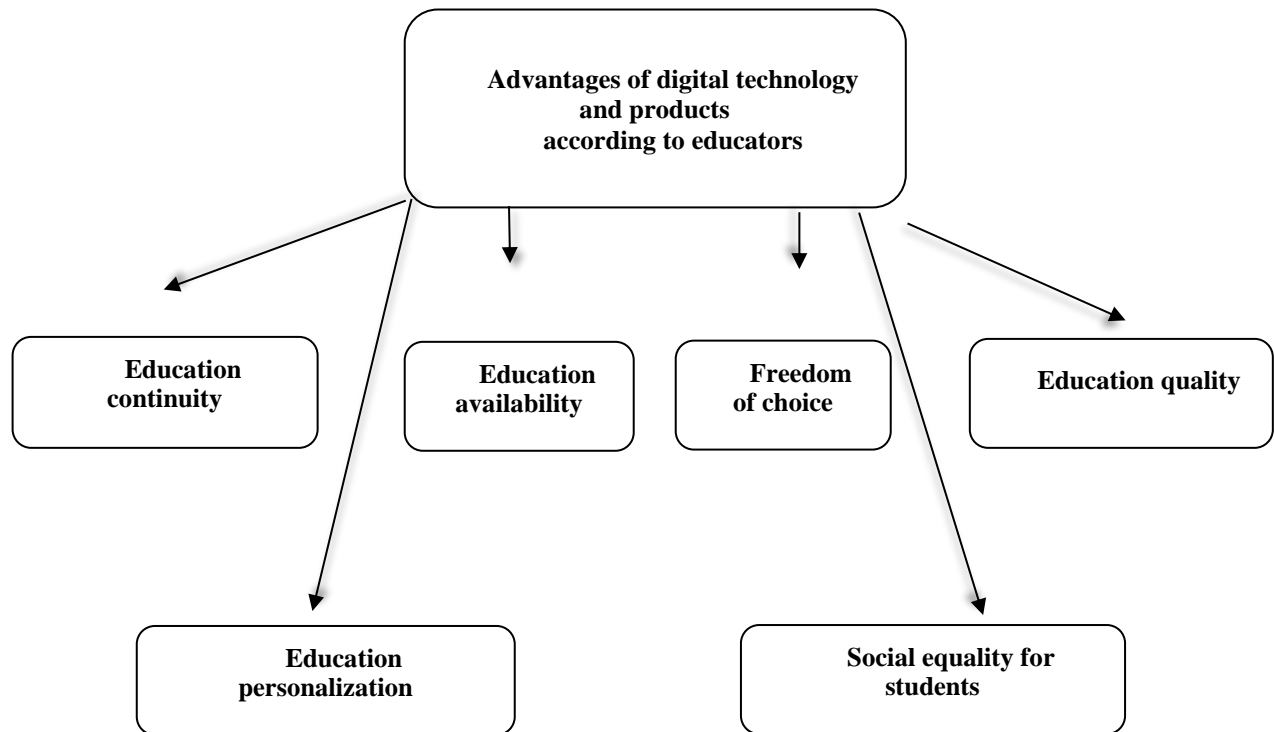 Advantages of digital technology
and products
according to educators
Education
continuity
Education
availability
Freedom
of choice
Education quality
Education
personalization
Social equality for
students